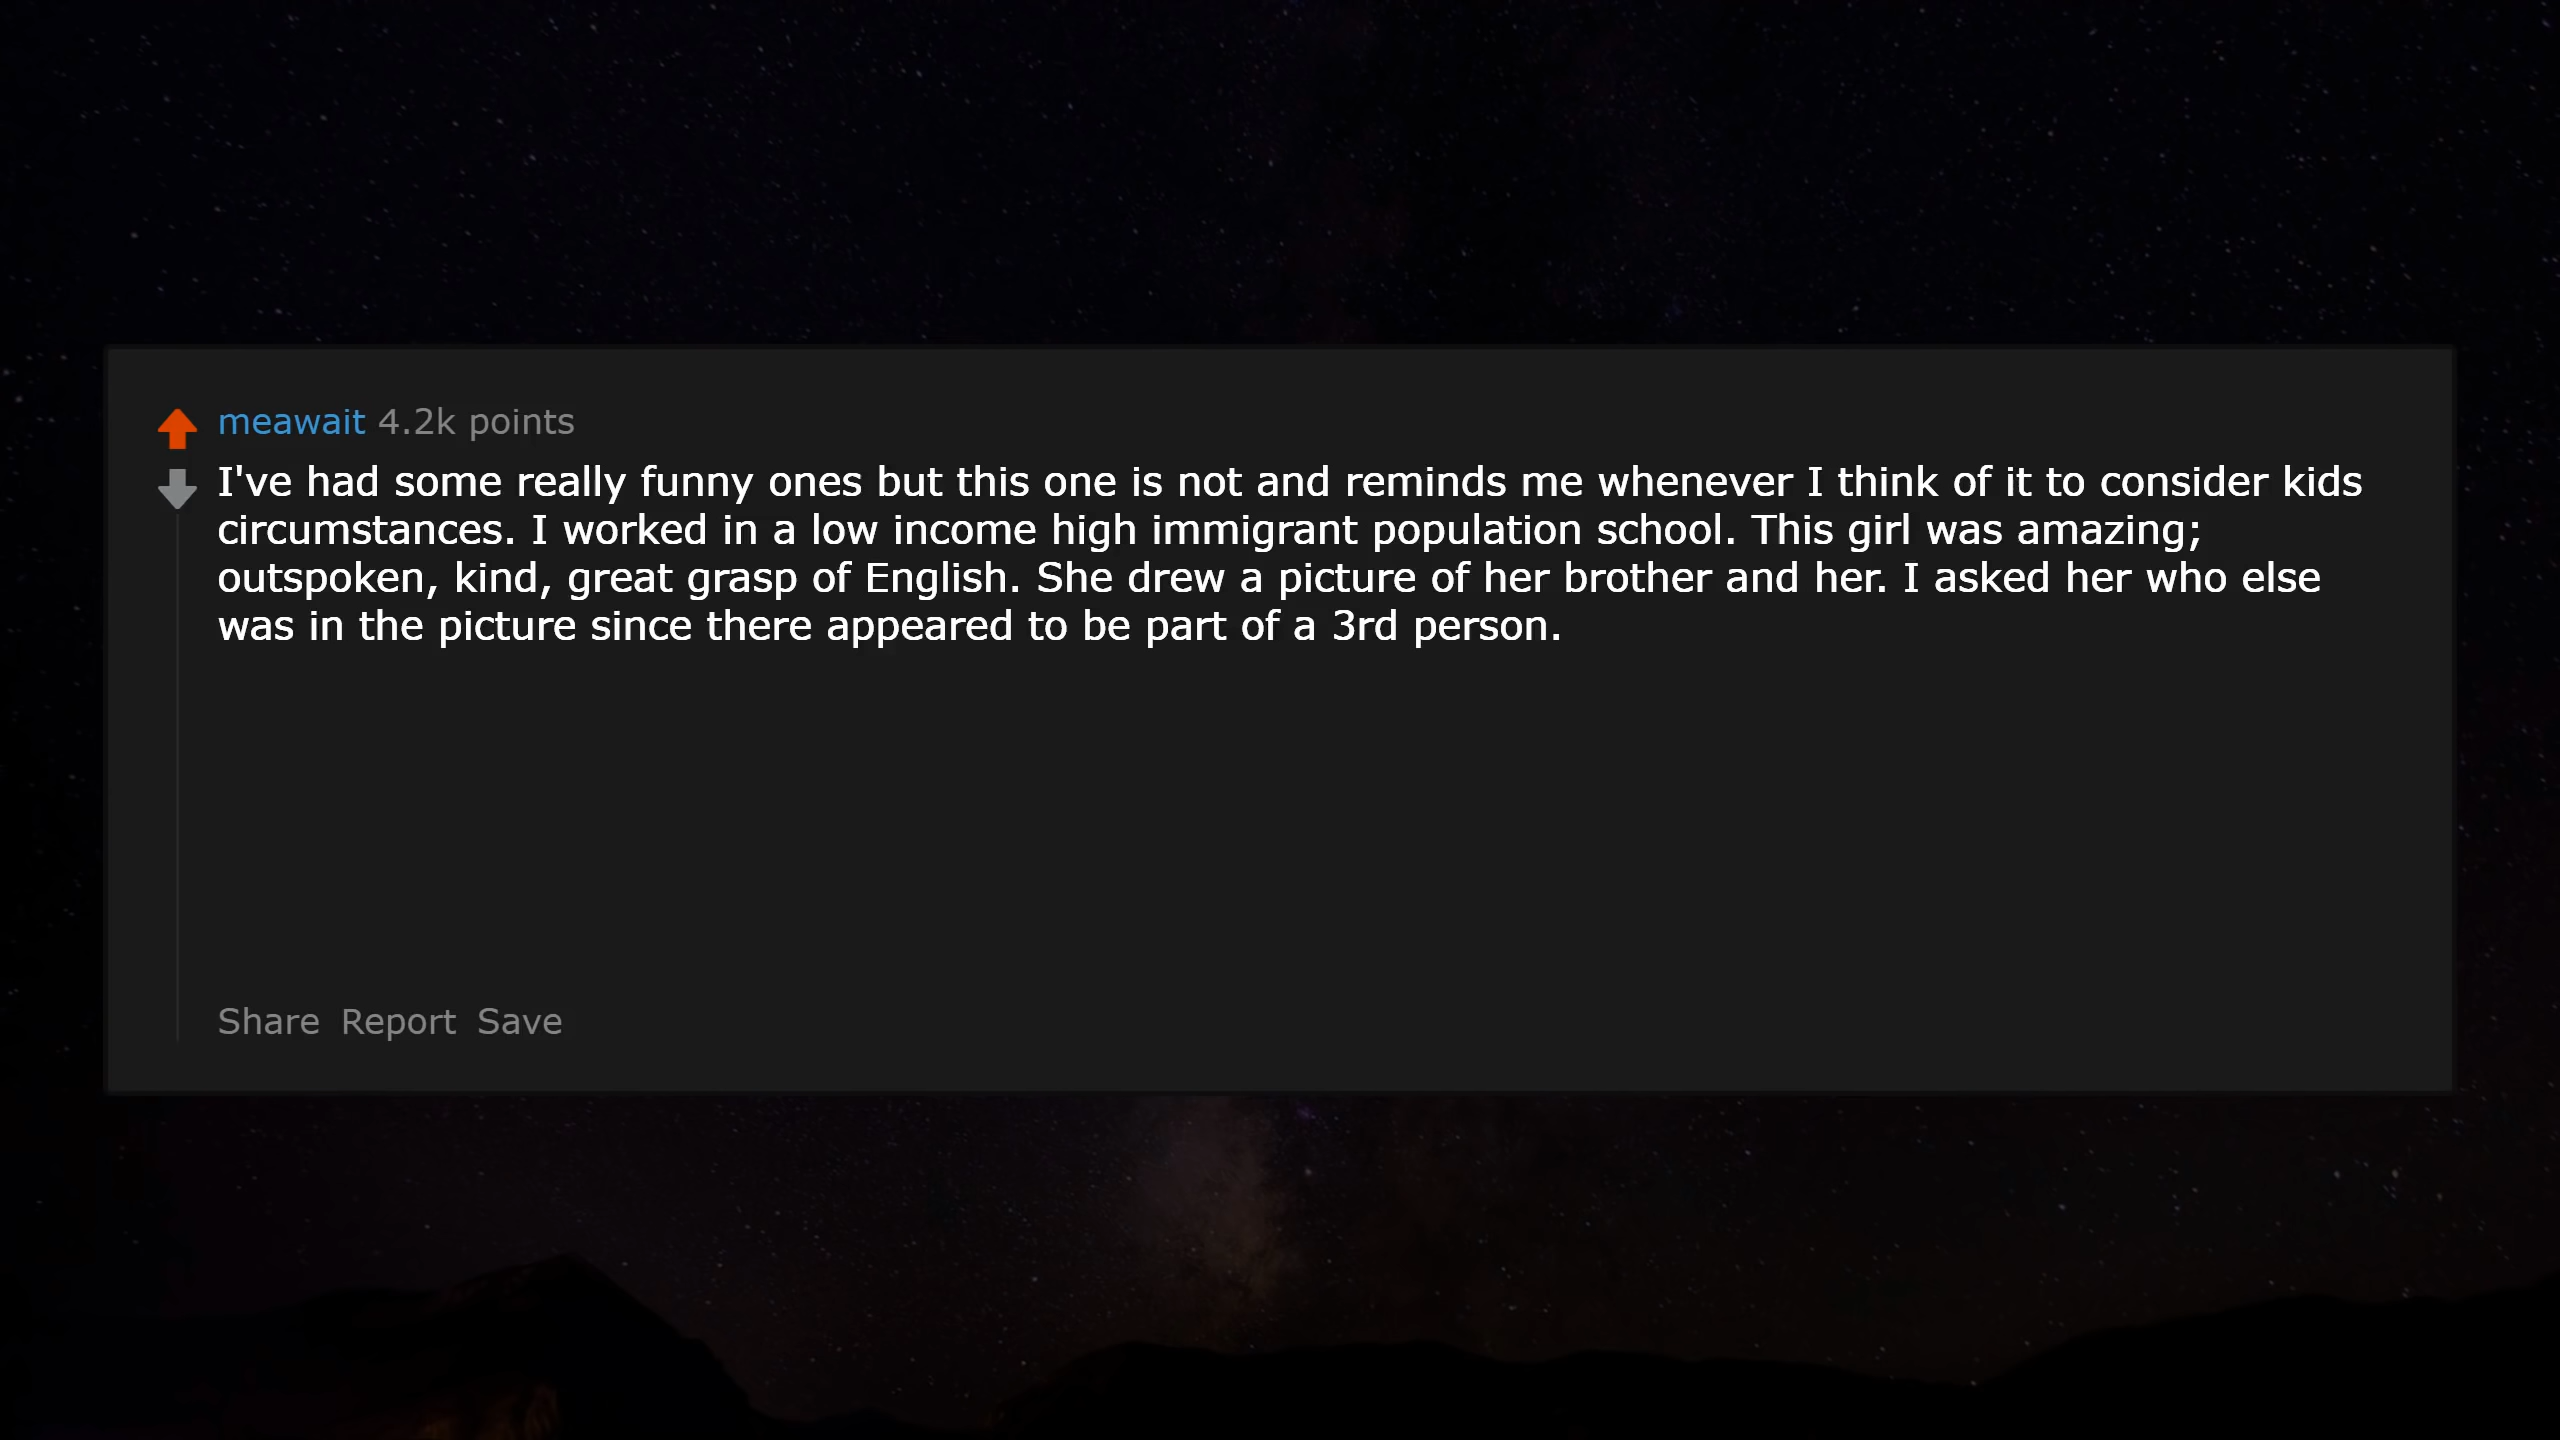 meawait 4.2k points
I've had some really funny ones but this one is not and reminds me whenever I think of it to consider kids
circumstances. I worked in a low income high immigrant population school. This girl was amazing;
outspoken, kind, great grasp of English. She drew a picture of her brother and her. I asked her who else
was in the picture since there appeared to be part of a 3rd person.
Share Report Save